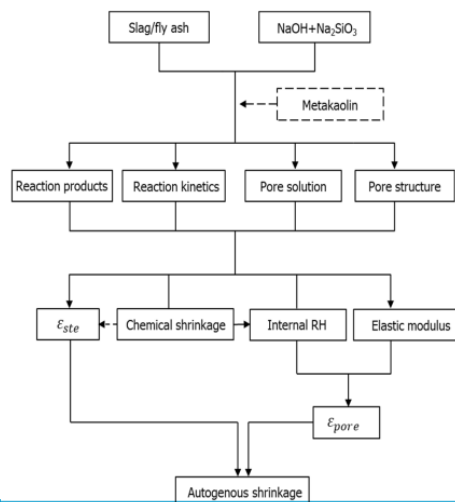 Slag/fly ash
NaOH+Na₂SiO₃
Metakaolin
Reaction products
Reaction kinetics
Pore solution
Pore structure
εste
Chemical shrinkage
Internal RH
Elastic modulus
εpore
Autogenous shrinkage